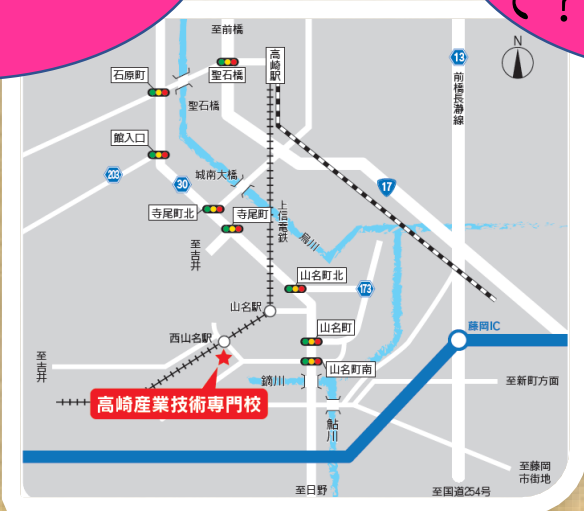 く！
至前橋
高崎駅
N
13
石原町
聖石橋
前橋長瀞線
聖石橋
館入口
203
30
城南大橋
17
寺尾町北
寺尾町
上信電鉄
烏川
至吉井
山名町北
173
山名駅
山名町
藤岡IC
西山名駅
至吉井
山名町南
鏑川
至新町方面
高崎産業技術専門校
鮎川
至藤岡
市街地
至日野
至国道254号